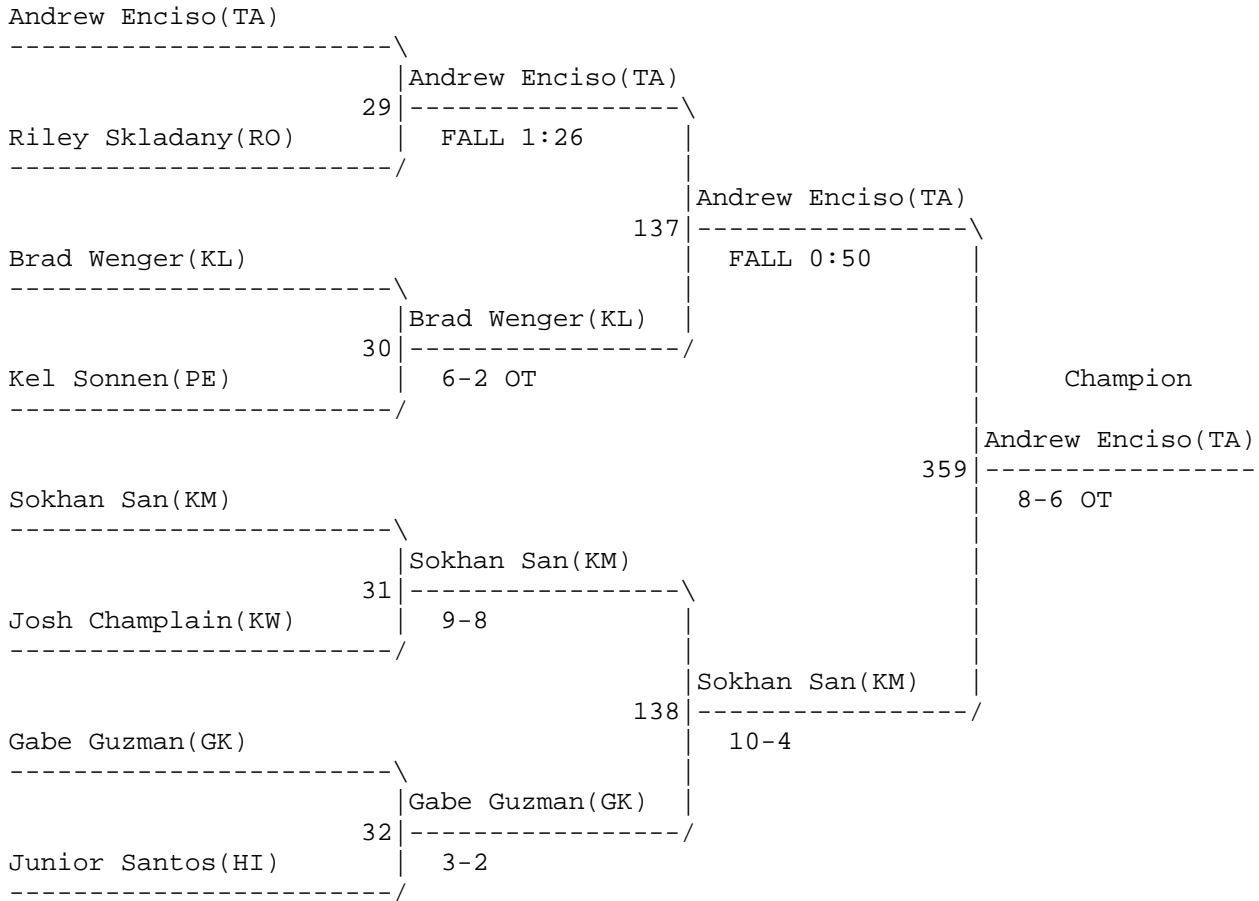 Andrew Enciso(TA)
------------------------\
|Andrew Enciso(TA)
29|-----------------\
Riley Skladany(RO) | FALL 1:26 |
------------------------/ |
|Andrew Enciso(TA)
137|-----------------\
Brad Wenger(KL) | FALL 0:50 |
------------------------\ | |
|Brad Wenger(KL) | |
30|-----------------/ |
Kel Sonnen(PE) | 6-2 OT | Champion
------------------------/ |
|Andrew Enciso(TA)
359|-----------------
Sokhan San(KM) | 8-6 OT
------------------------\ |
|Sokhan San(KM) |
31|-----------------\ |
Josh Champlain(KW) | 9-8 | |
------------------------/ | |
|Sokhan San(KM) |
138|-----------------/
Gabe Guzman(GK) | 10-4
------------------------\ |
|Gabe Guzman(GK) |
32|-----------------/
Junior Santos(HI) | 3-2
------------------------/